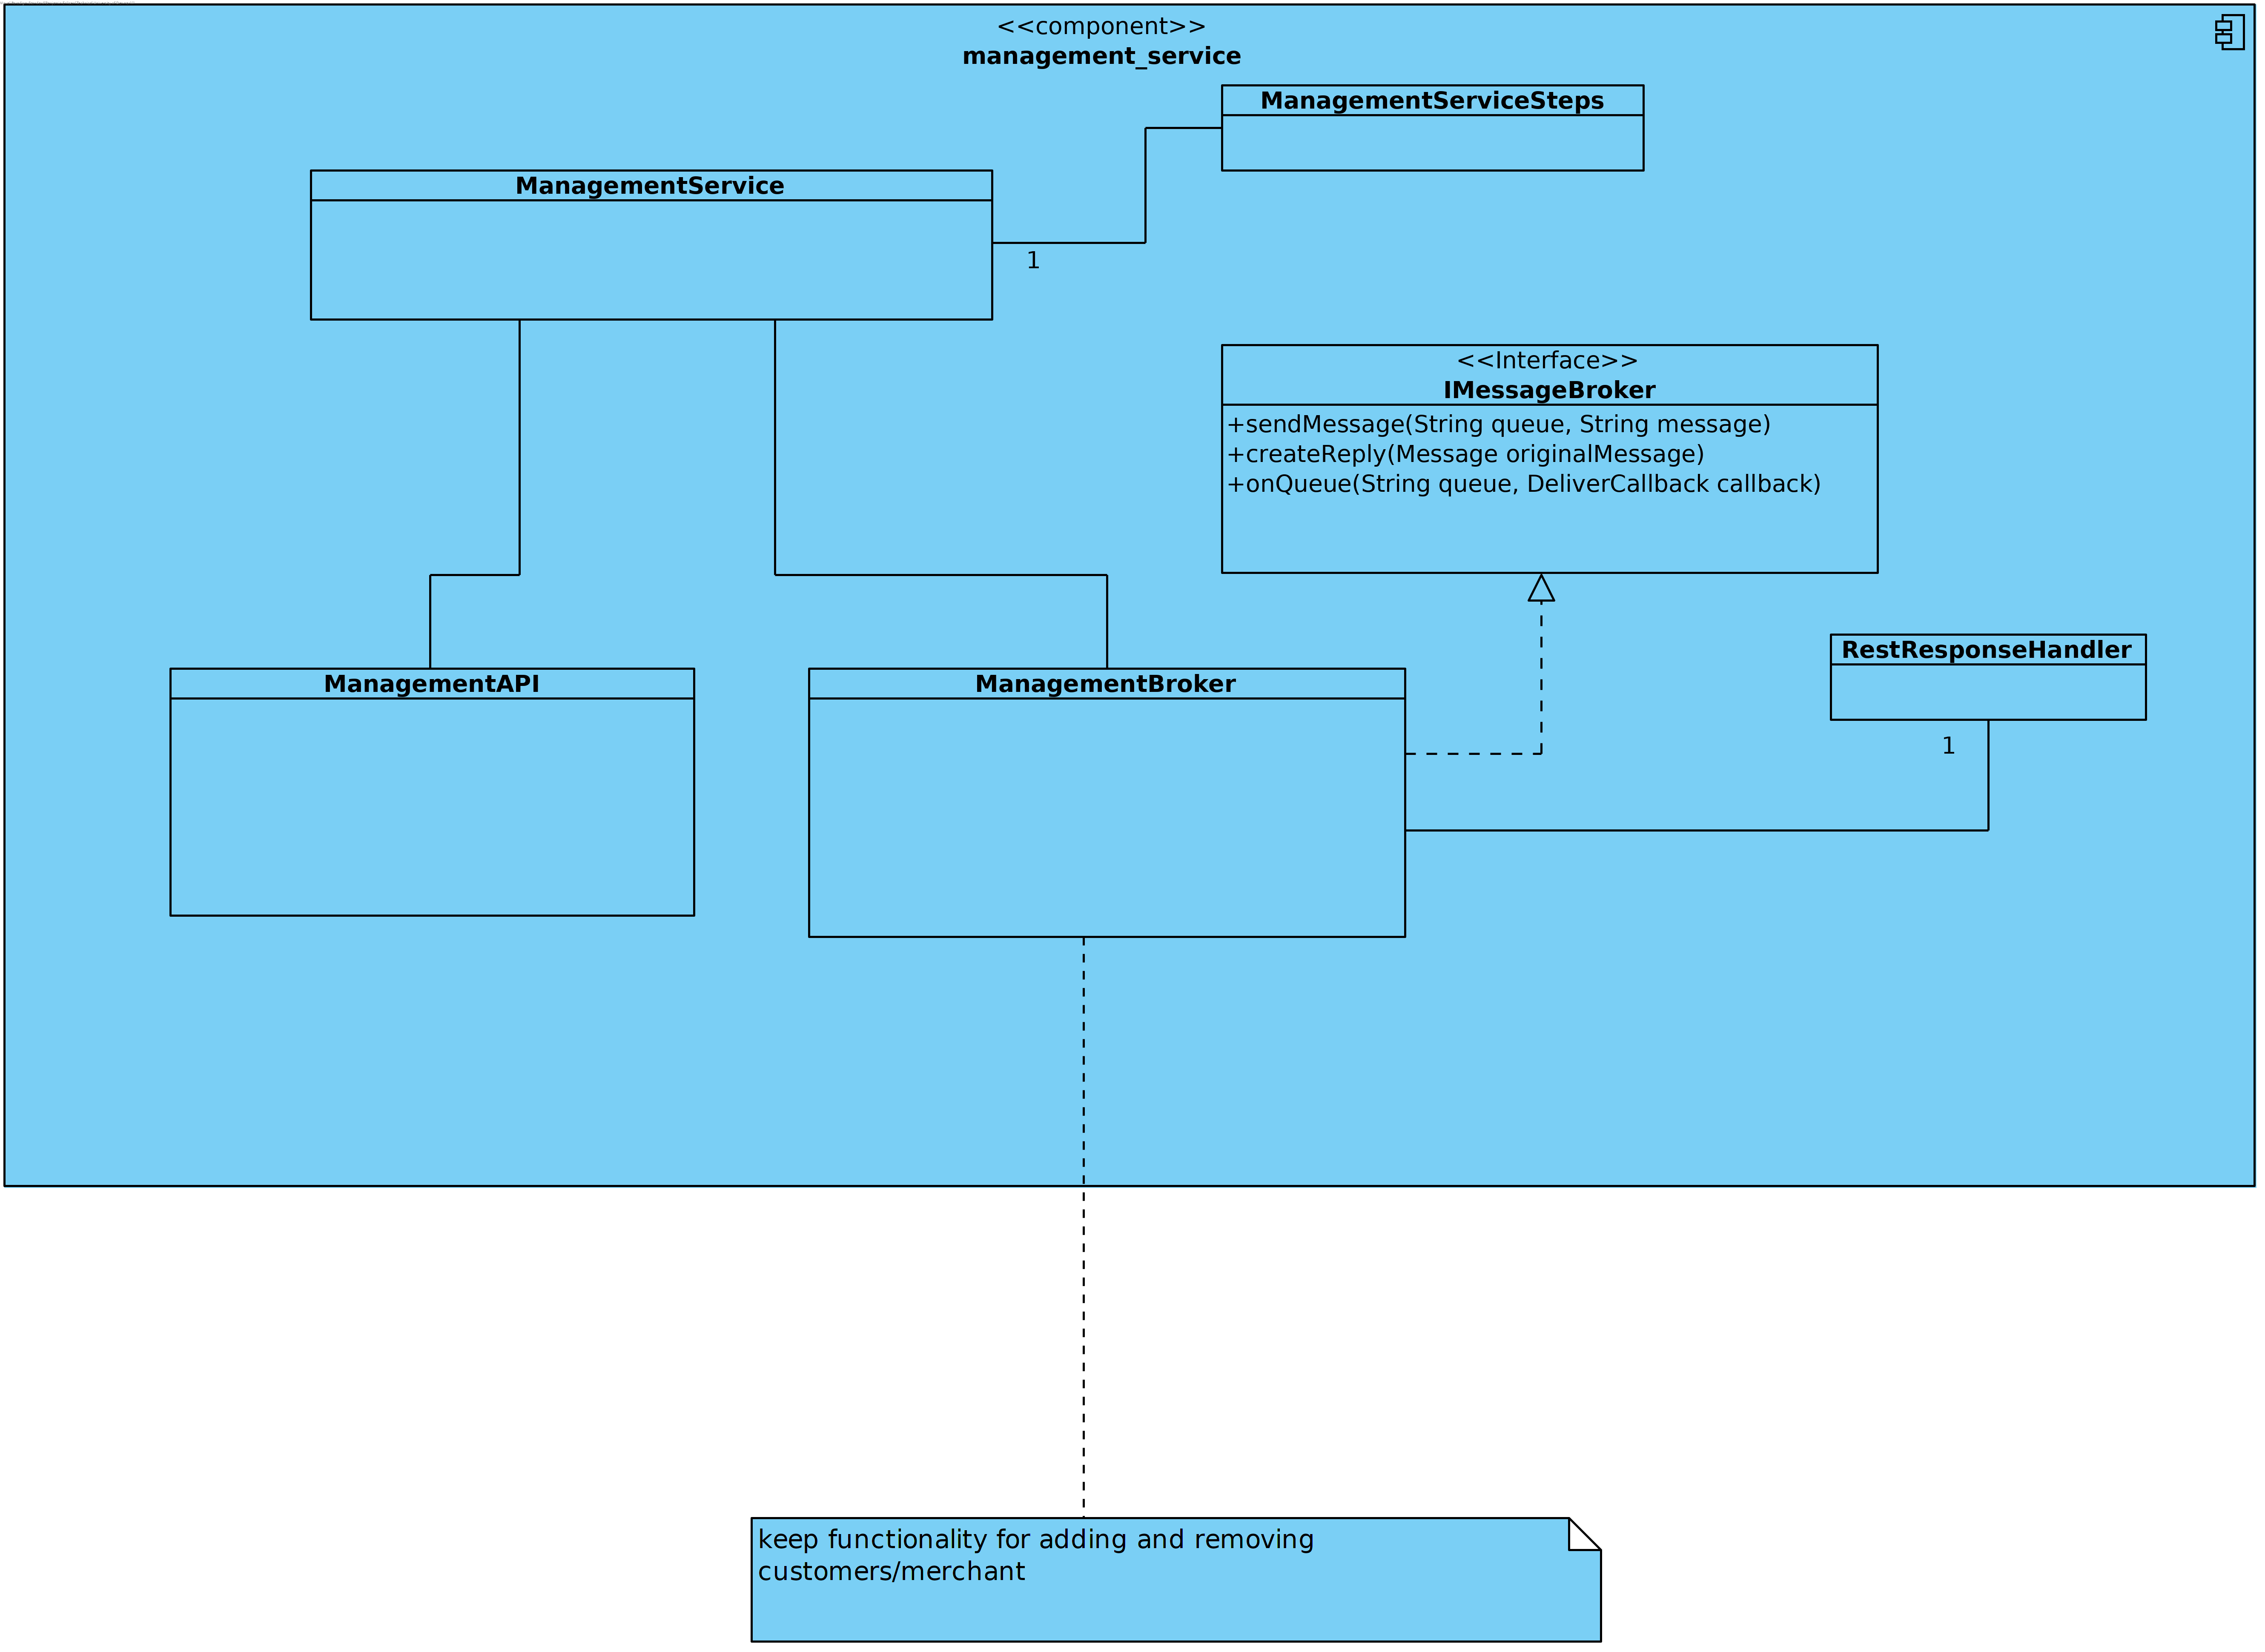 <<component>>
management_service
ManagementServiceSteps
ManagementService
1
<<Interface>>
IMessageBroker
+sendMessage(String queue, String message)
+createReply(Message originalMessage)
+onQueue(String queue, DeliverCallback callback)
RestResponseHandler
1
ManagementAPI
ManagementBroker
keep functionality for adding and removing
customers/merchant